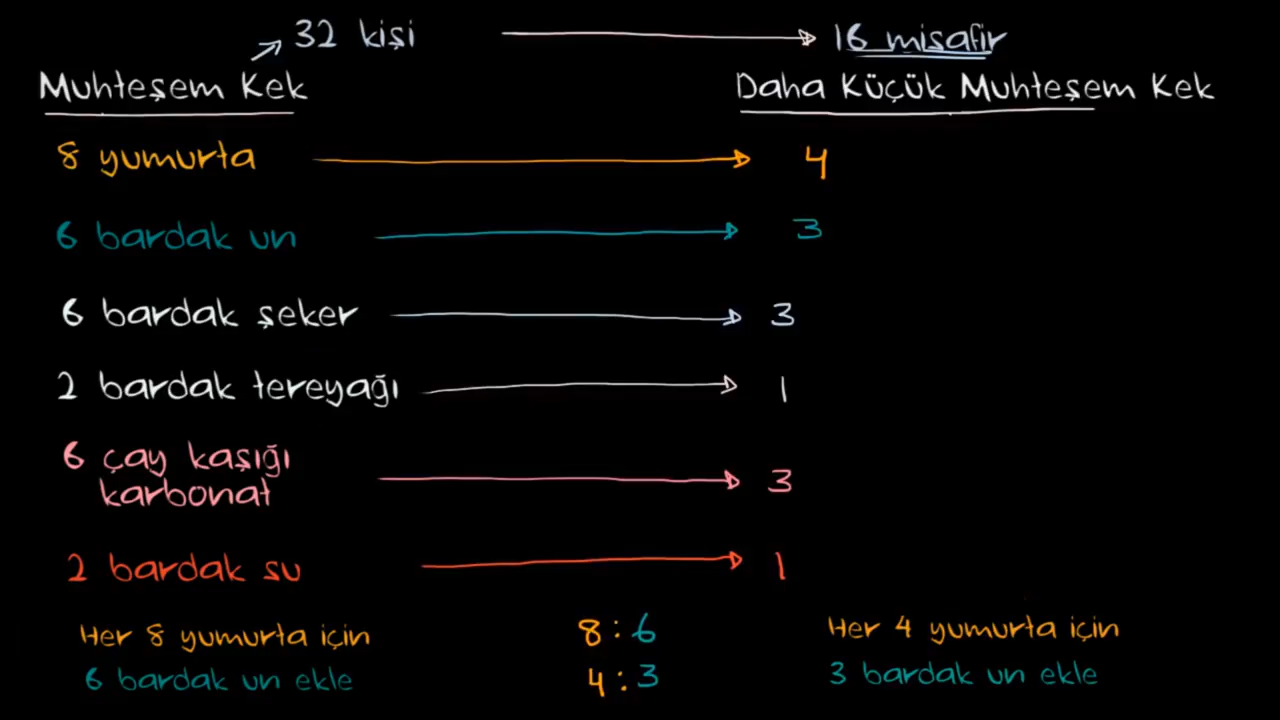 32 kişi 16 misafir
Muhteşem Kek Daha Küçük Muhteşem Kek
8 yumurta 4
6 bardak un 3
6 bardak şeker 3
2 bardak tereyağı 1
6 çay kaşığı
karbonat 3
2 bardak su 1
Her 8 yumurta için 8:6 Her 4 yumurta için
6 bardak un ekle 4:3 3 bardak un ekle